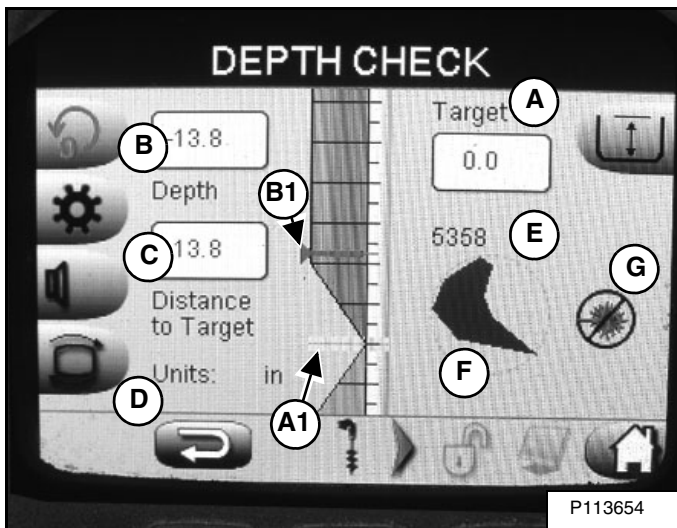 DEPTH CHECK
Target
A
0.0
B
-13.8
Depth
B1
C
13.8
Distance
to Target
5358
E
G
F
Units: in
D
A1
0
P113654